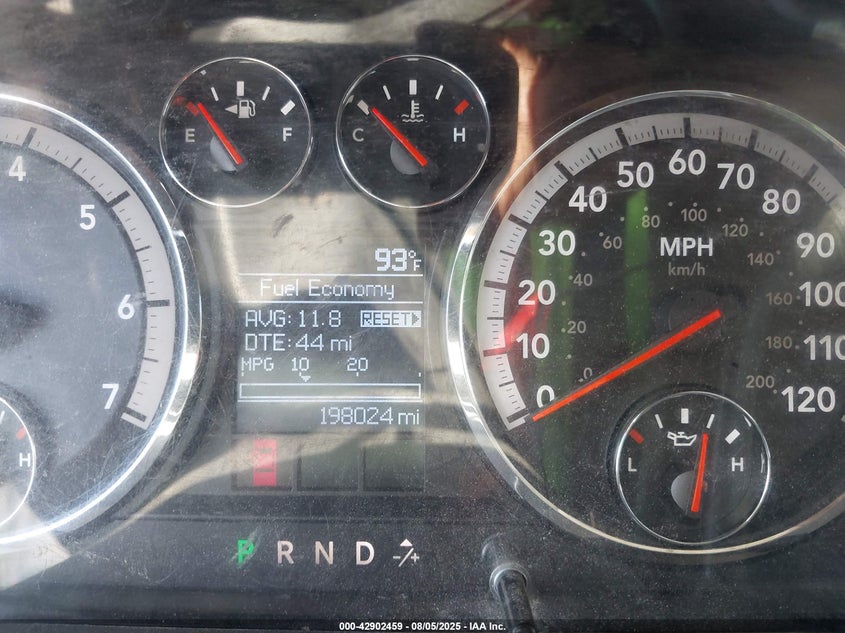 E F
C H
4
5
6
7
H
93°F
Fuel Economy
AVG: 11.8 RESET
DTE: 44 mi
MPG 10 20
198024 mi
P R N D -/+
0 10 20 30 40 50 60 70 80 90 100 110 120
MPH
km/h
0 20 40 60 80 100 120 140 160 180 200
L H
000-42902459 - 08/05/2025 - IAA Inc.